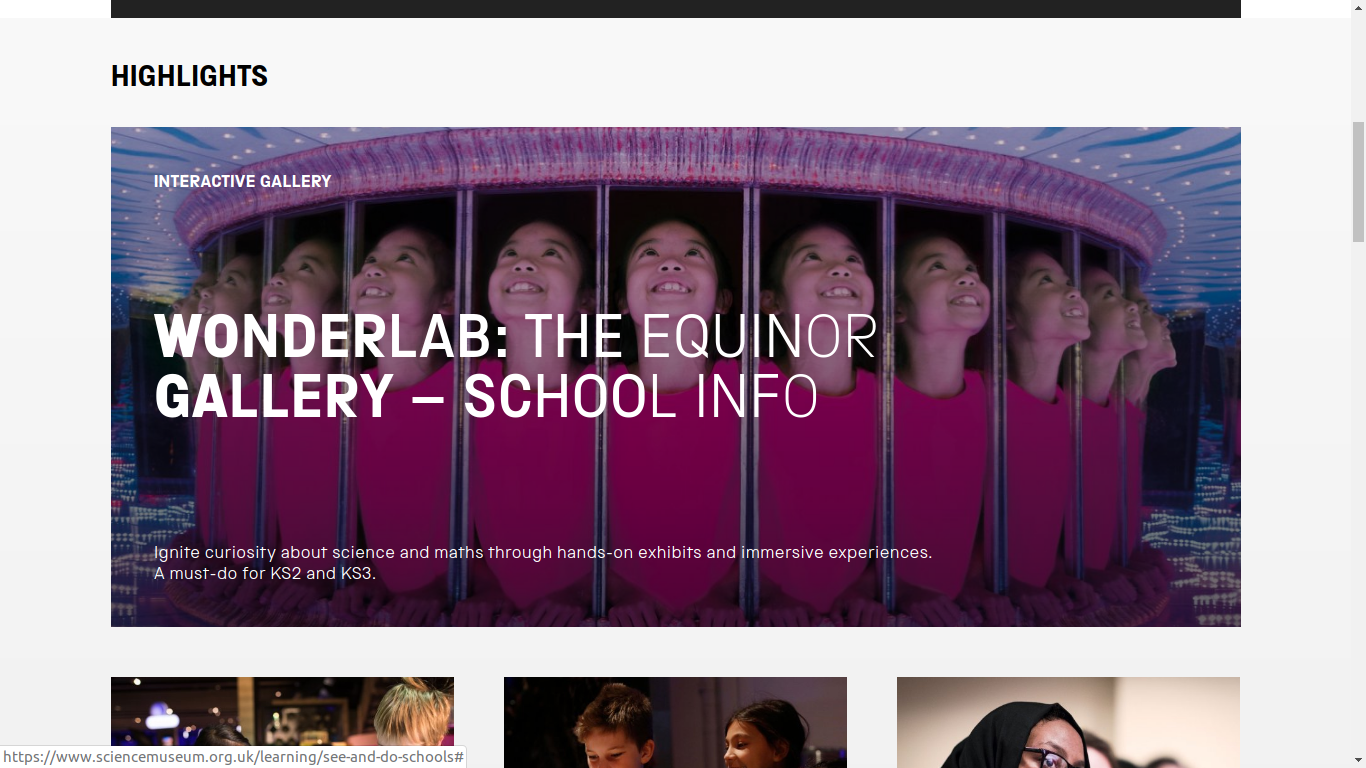 HIGHLIGHTS
INTERACTIVE GALLERY
WONDERLAB: THE EQUINOR
GALLERY – SCHOOL INFO
Ignite curiosity about science and maths through hands-on exhibits and immersive experiences.
A must-do for KS2 and KS3.
https://www.sciencemuseum.org.uk/learning/see-and-do-schools#